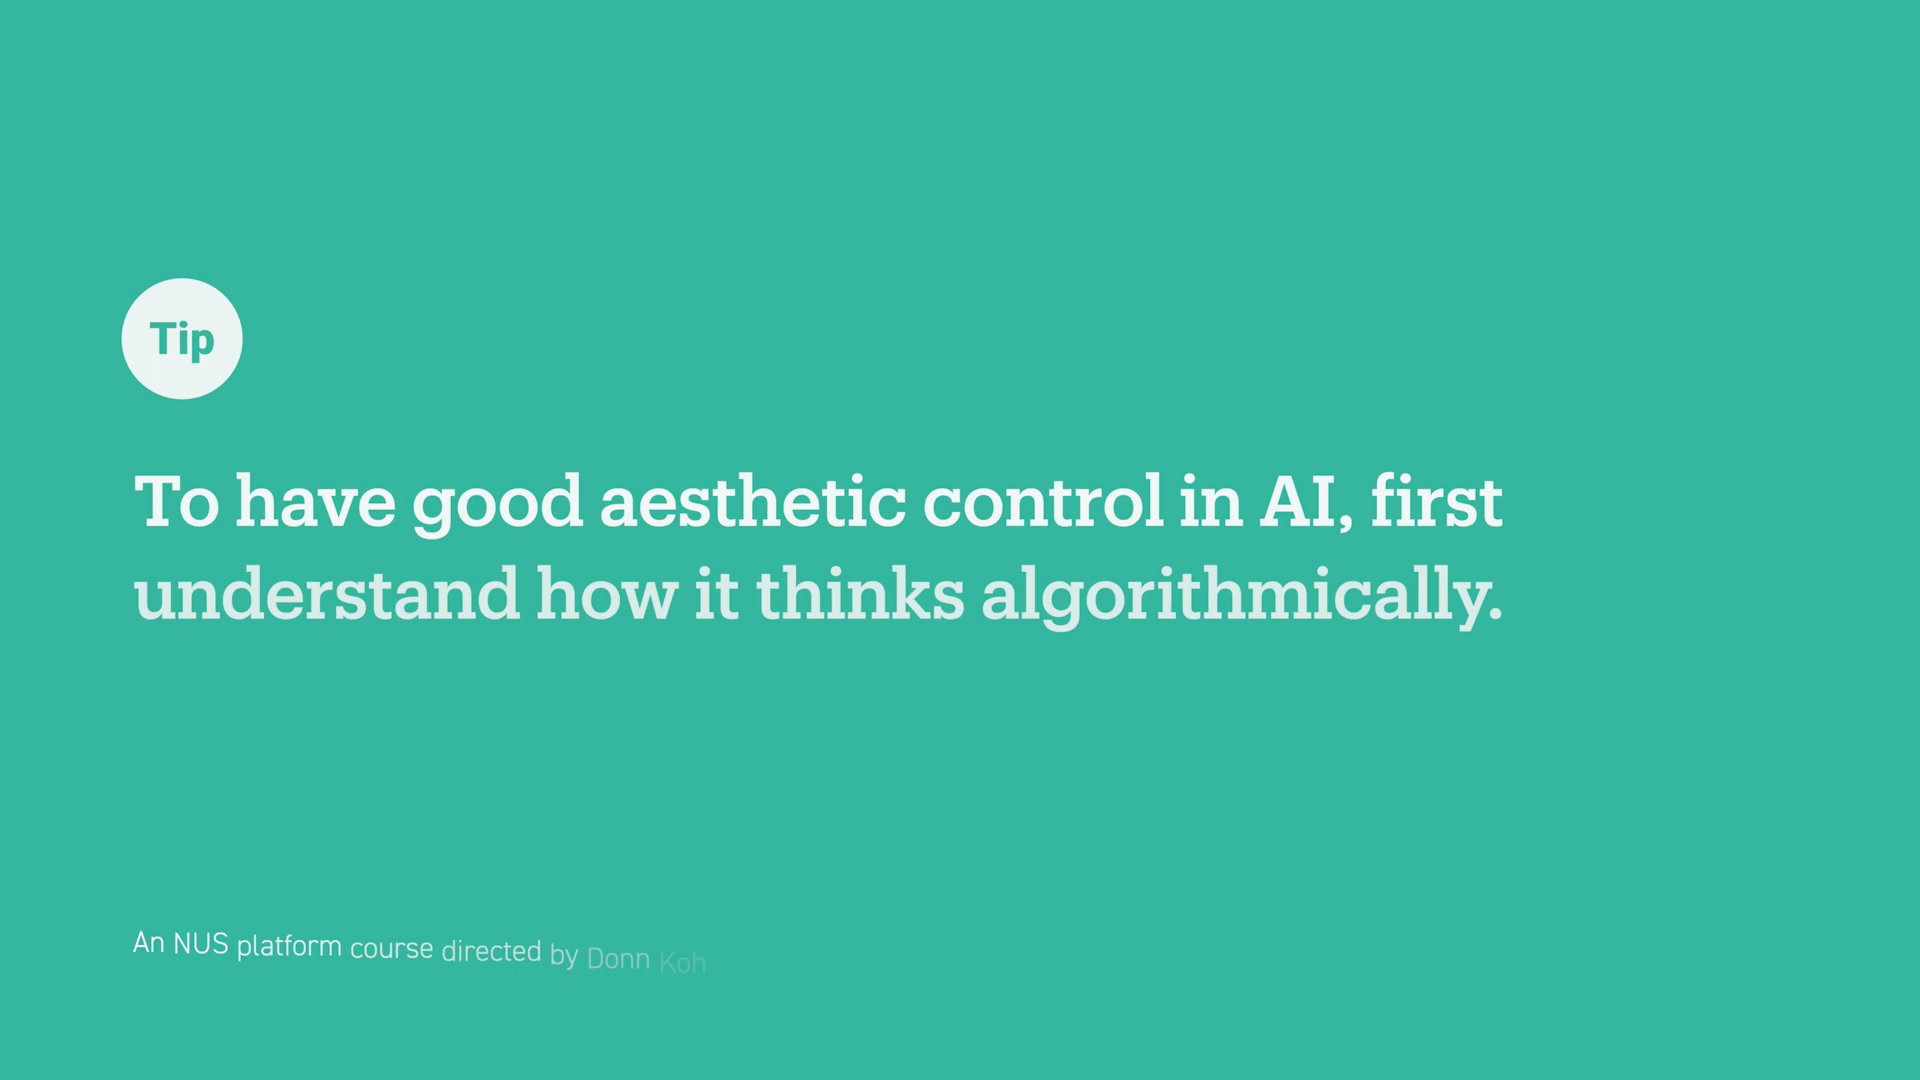 Tip
To have good aesthetic control in AI, first
understand how it thinks algorithmically.
An NUS platform course directed by Donn Koh